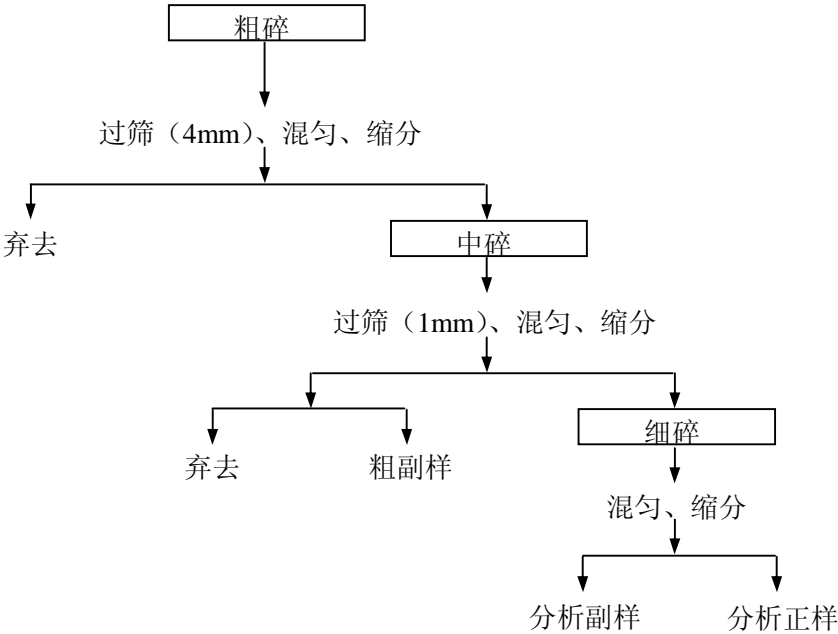 粗碎
过筛（4mm）、混匀、缩分
弃去
中碎
过筛（1mm）、混匀、缩分
弃去
粗副样
细碎
混匀、缩分
分析副样
分析正样